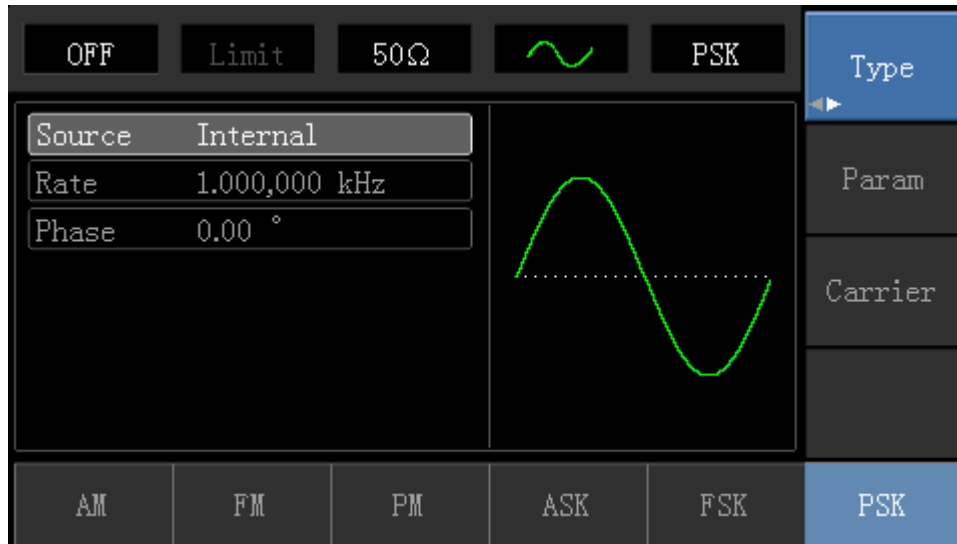 OFF Limit 50Ω PSK
Type
Source Internal
Rate 1.000,000 kHz
Phase 0.00 °
Param
Carrier
AM FM PM ASK FSK PSK